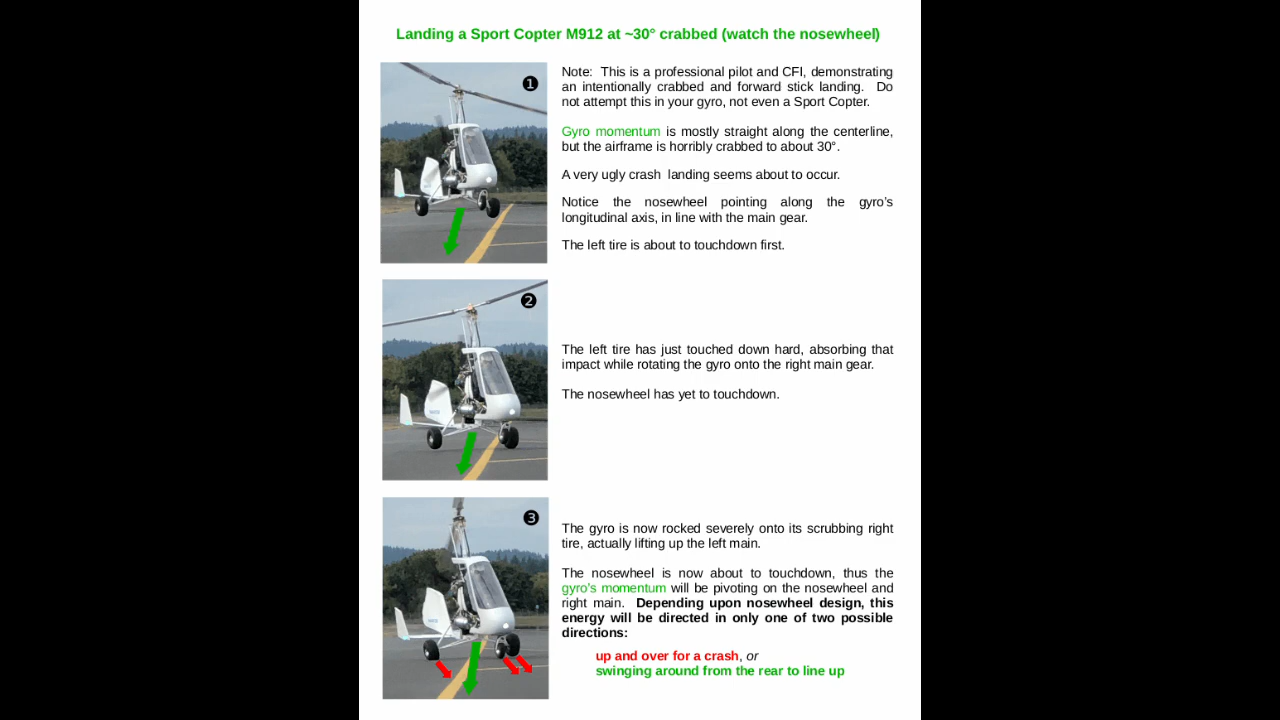 Landing a Sport Copter M912 at ~30° crabbed (watch the nosewheel)
❶
Note: This is a professional pilot and CFI, demonstrating
an intentionally crabbed and forward stick landing. Do
not attempt this in your gyro, not even a Sport Copter.
Gyro momentum is mostly straight along the centerline,
but the airframe is horribly crabbed to about 30°.
A very ugly crash landing seems about to occur.
Notice the nosewheel pointing along the gyro's
longitudinal axis, in line with the main gear.
The left tire is about to touchdown first.
❷
The left tire has just touched down hard, absorbing that
impact while rotating the gyro onto the right main gear.
The nosewheel has yet to touchdown.
❸
The gyro is now rocked severely onto its scrubbing right
tire, actually lifting up the left main.
The nosewheel is now about to touchdown, thus the
gyro's momentum will be pivoting on the nosewheel and
right main. Depending upon nosewheel design, this
energy will be directed in only one of two possible
directions:
up and over for a crash, or
swinging around from the rear to line up